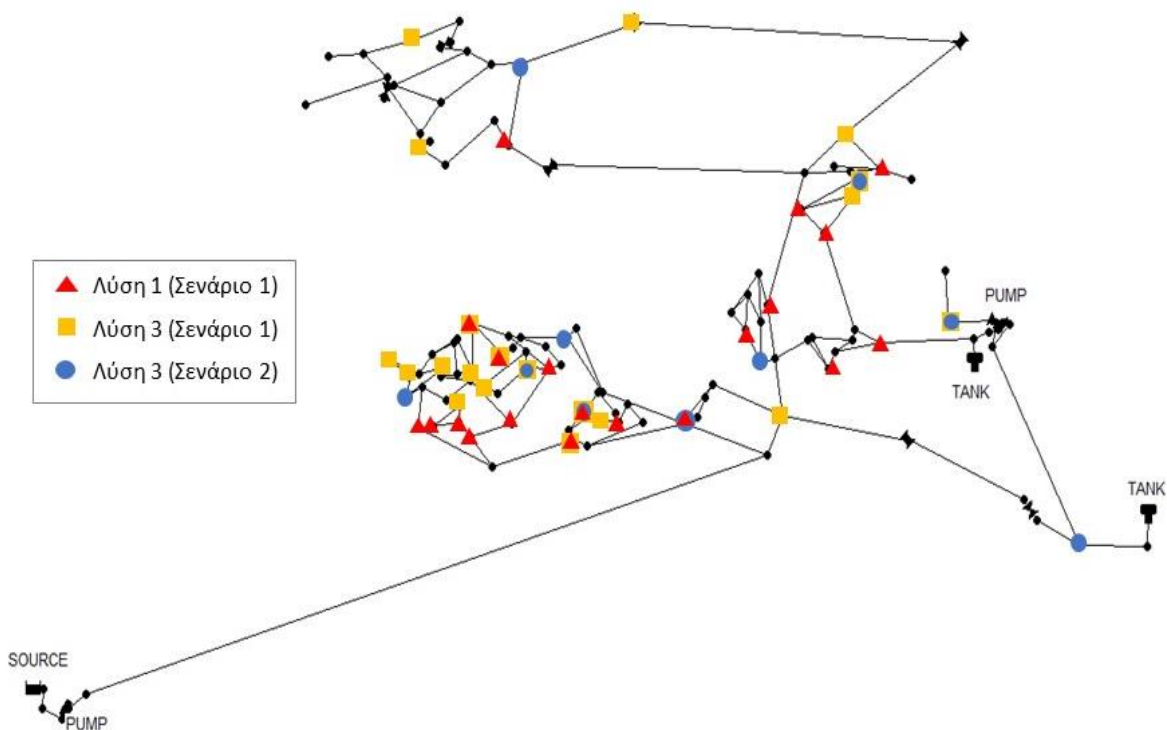 Λύση 1 (Σενάριο 1)
Λύση 3 (Σενάριο 1)
Λύση 3 (Σενάριο 2)
PUMP
TANK
TANK
SOURCE
PUMP